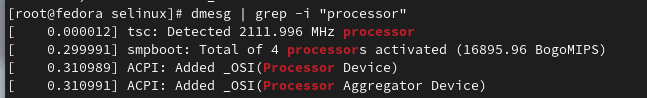 [root@fedora selinux]# dmesg | grep -i "processor"
[    0.000012] tsc: Detected 2111.996 MHz processor
[    0.299991] smpboot: Total of 4 processors activated (16895.96 BogoMIPS)
[    0.310989] ACPI: Added _OSI(Processor Device)
[    0.310991] ACPI: Added _OSI(Processor Aggregator Device)